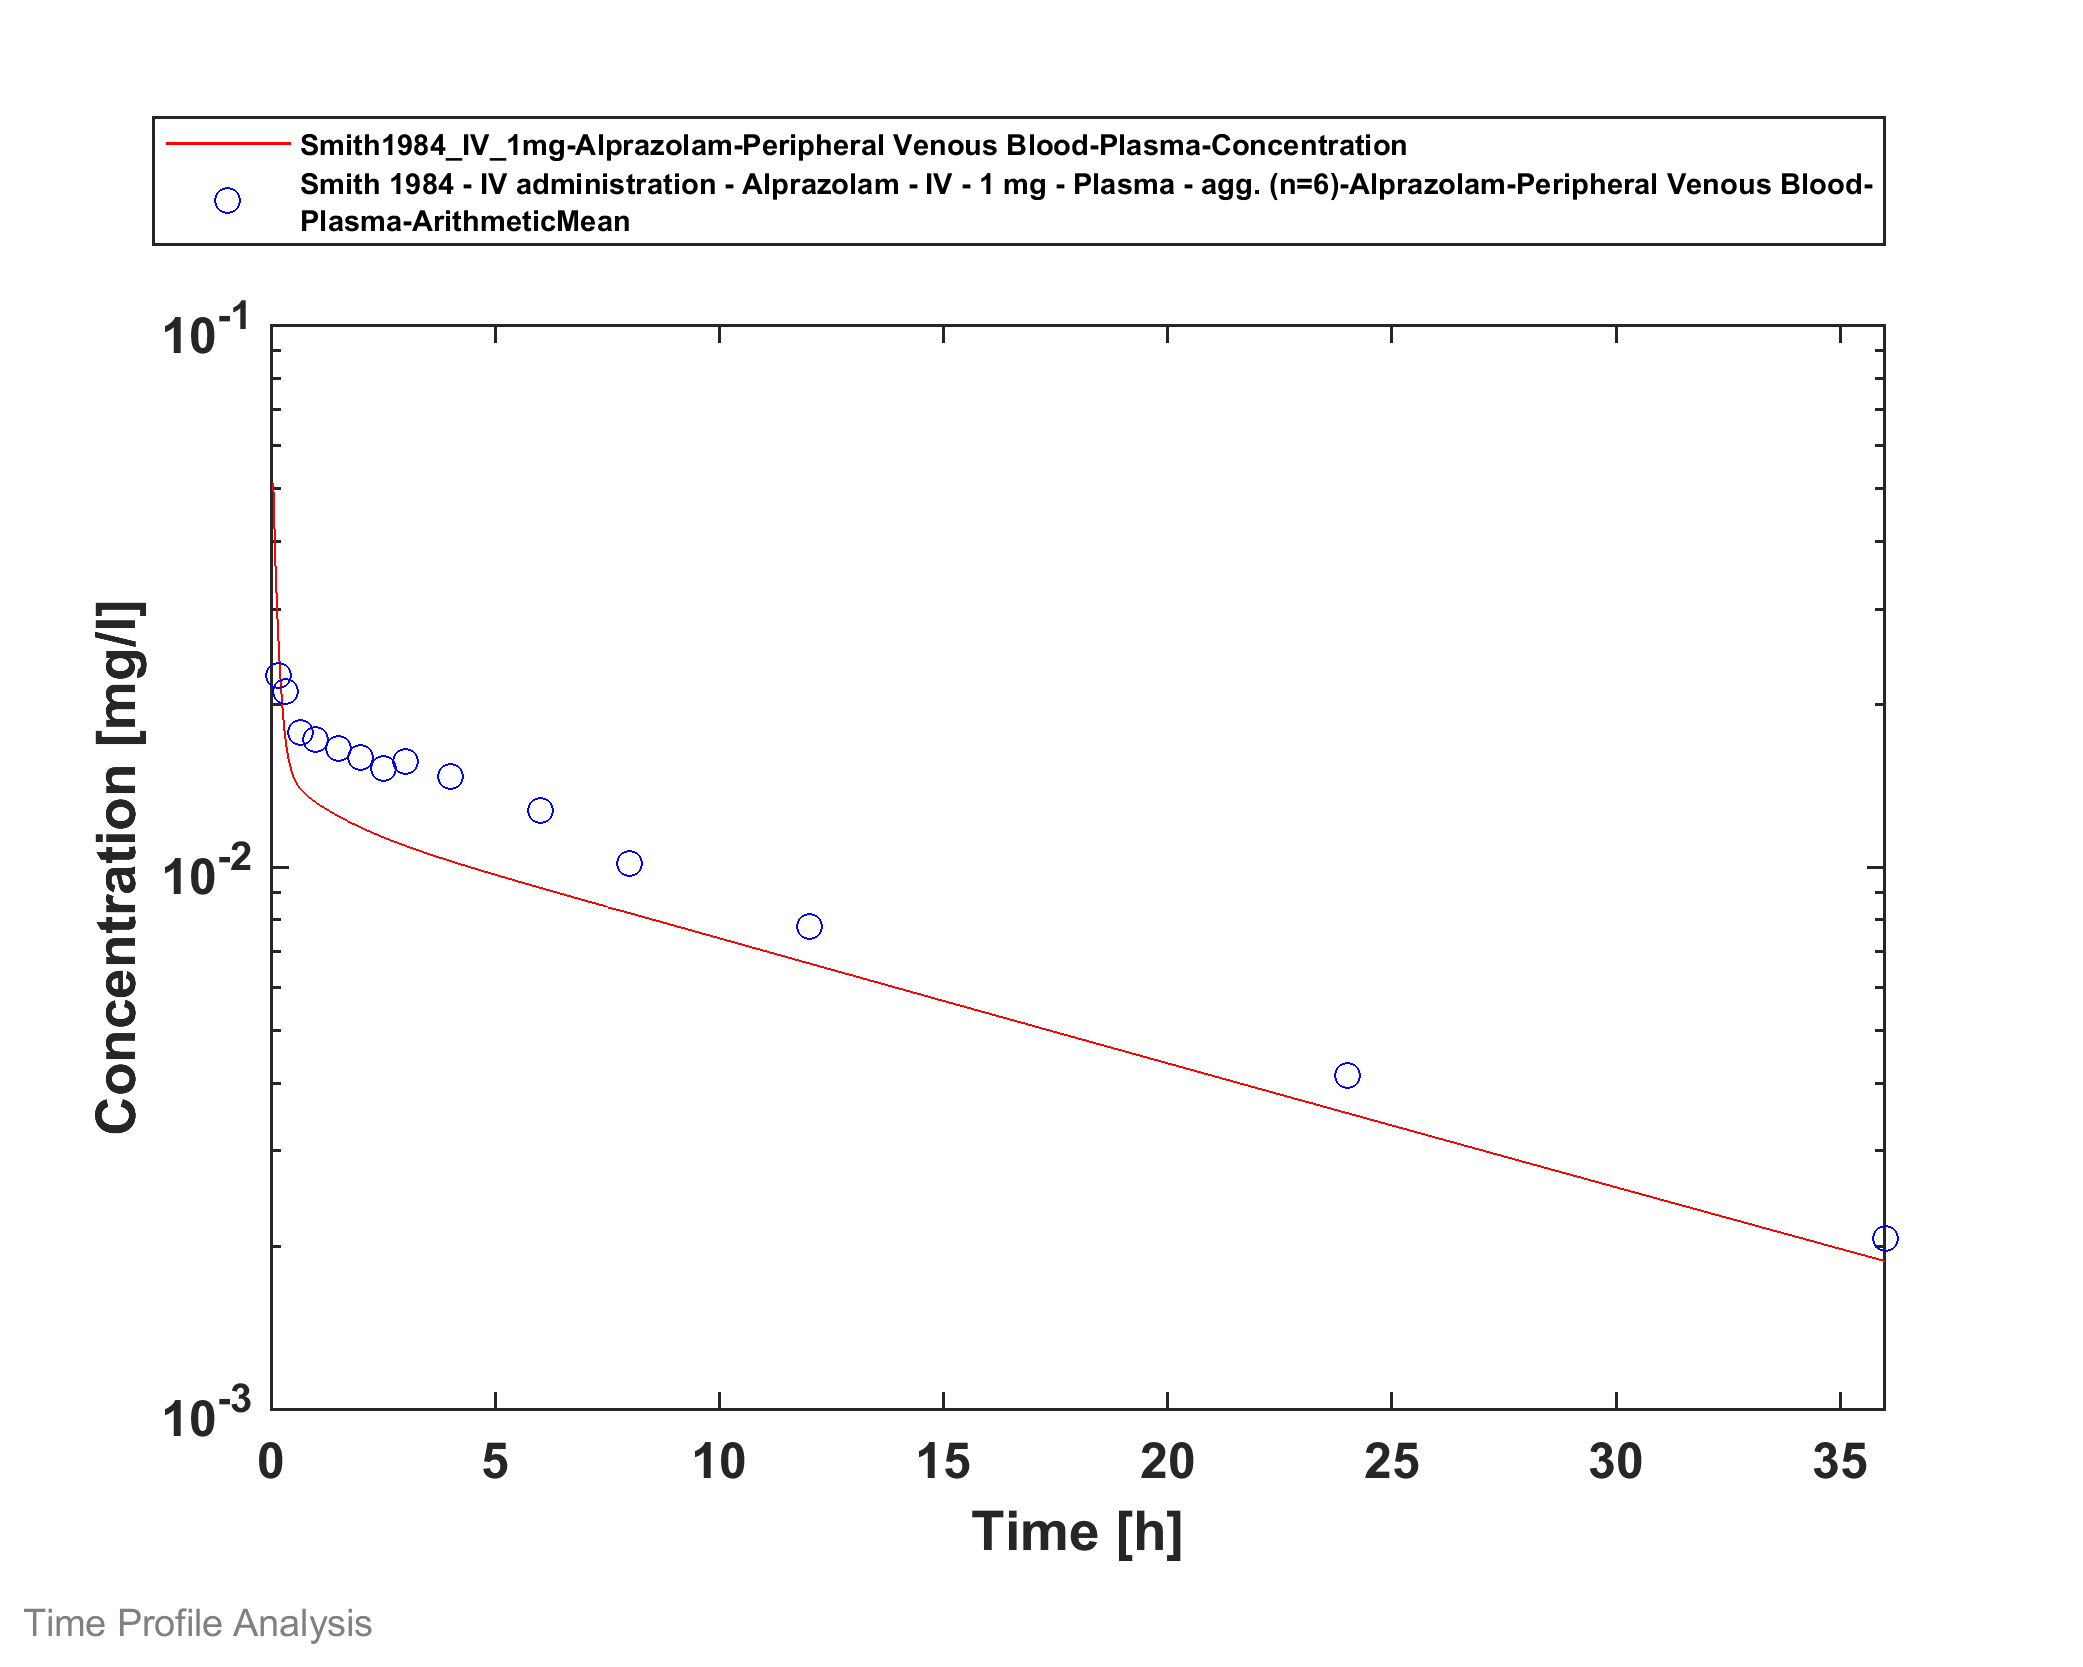 Smith1984_IV_1mg-Alprazolam-Peripheral Venous Blood-Plasma-Concentration
Smith 1984 - IV administration - Alprazolam - IV - 1 mg - Plasma - agg. (n=6)-Alprazolam-Peripheral Venous Blood-
Plasma-ArithmeticMean
10-1
10-2
10-3
Concentration [mg/l]
0 5 10 15 20 25 30 35
Time [h]
Time Profile Analysis